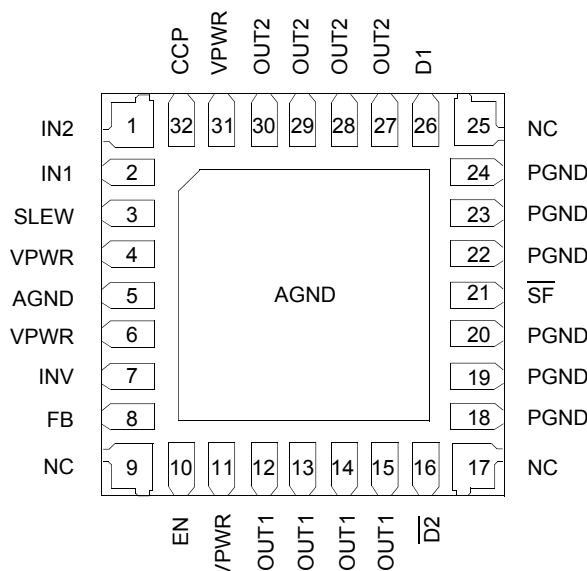 CCP VPWR OUT2 OUT2 OUT2 OUT2 D1
IN2 1 32 31 30 29 28 27 26 25 NC
IN1 2 24 PGND
SLEW 3 23 PGND
VPWR 4 22 PGND
AGND 5 AGND 21 S̅F̅
VPWR 6 20 PGND
INV 7 19 PGND
FB 8 18 PGND
NC 9 10 11 12 13 14 15 16 17 NC
EN VPWR OUT1 OUT1 OUT1 OUT1 D̅2̅